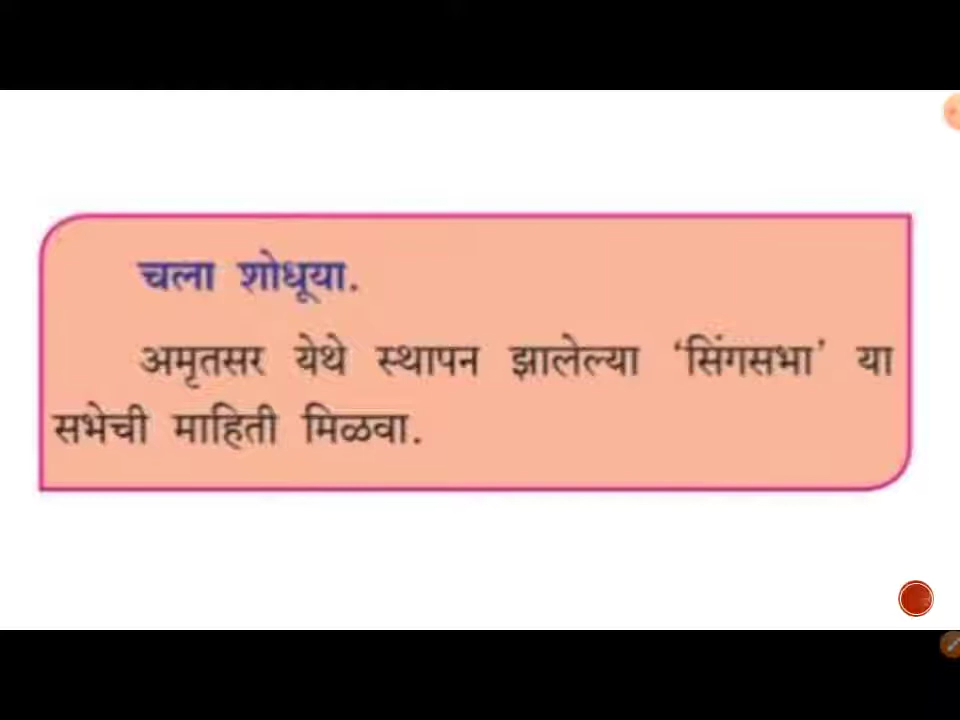 चला शोधूया.
अमृतसर येथे स्थापन झालेल्या ‘सिंगसभा’ या
सभेची माहिती मिळवा.